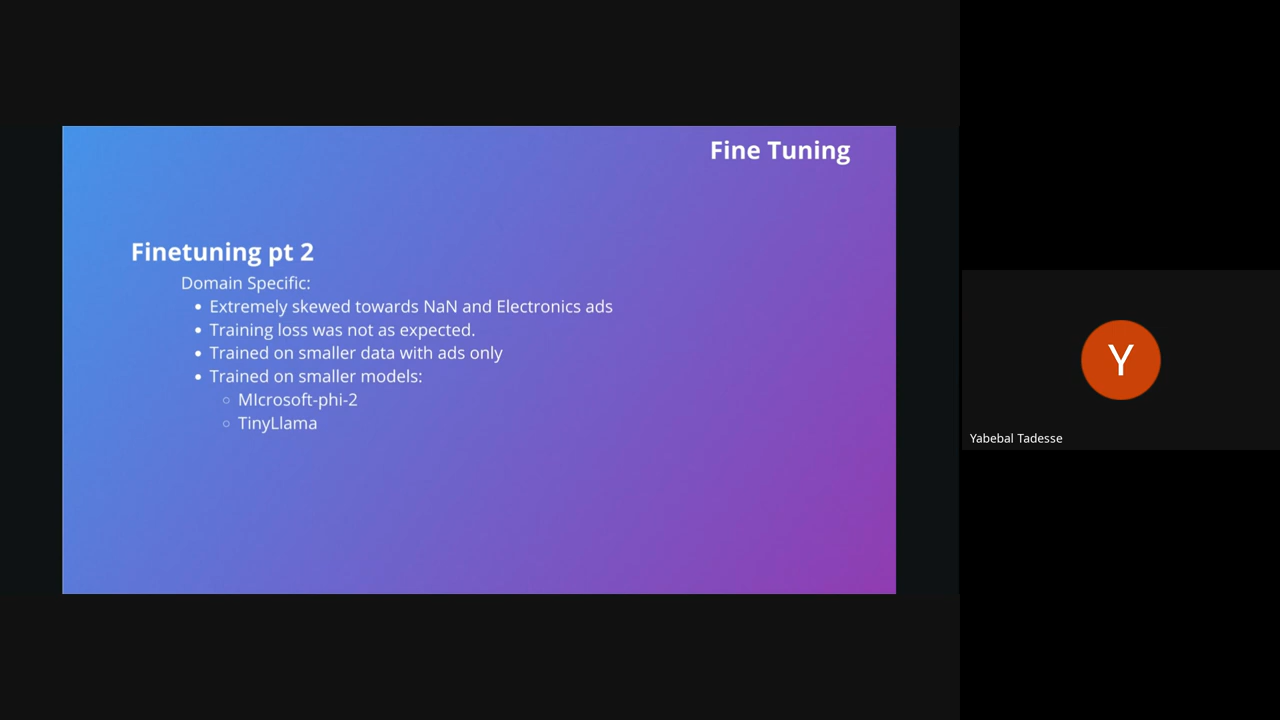 Fine Tuning
Finetuning pt 2
Domain Specific:
• Extremely skewed towards NaN and Electronics ads
• Training loss was not as expected.
• Trained on smaller data with ads only
• Trained on smaller models:
○ MIcrosoft-phi-2
○ TinyLlama
Y
Yabebal Tadesse